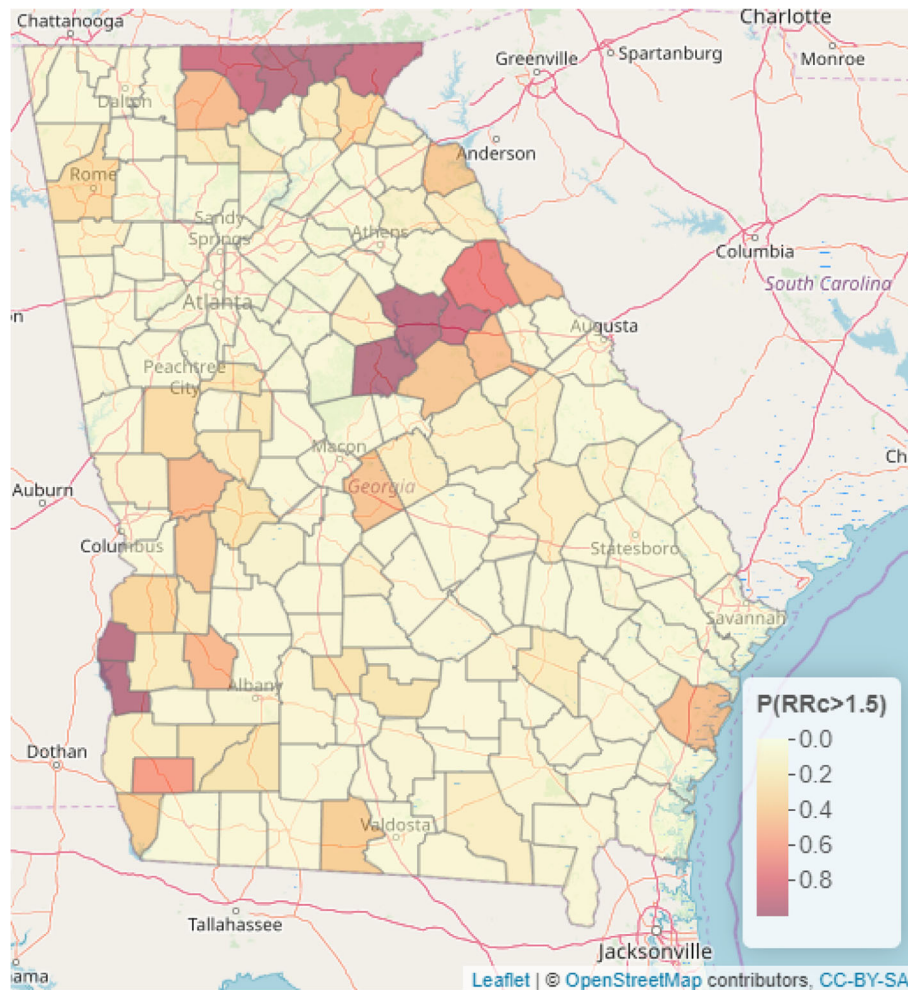 Chattanooga
Charlotte
Greenville
Spartanburg
Monroe
Dalton
Anderson
Rome
Sandy
Springs
Athens
Columbia
South Carolina
Atlanta
n
Augusta
Peachtree
City
Macon
Ch
Auburn
Georgia
Columbus
Statesboro
Savannah
Albany
P(RRc>1.5)
0.0
0.2
0.4
0.6
0.8
Dothan
Valdosta
Tallahassee
Jacksonville
ama
Leaflet | © OpenStreetMap contributors, CC-BY-SA